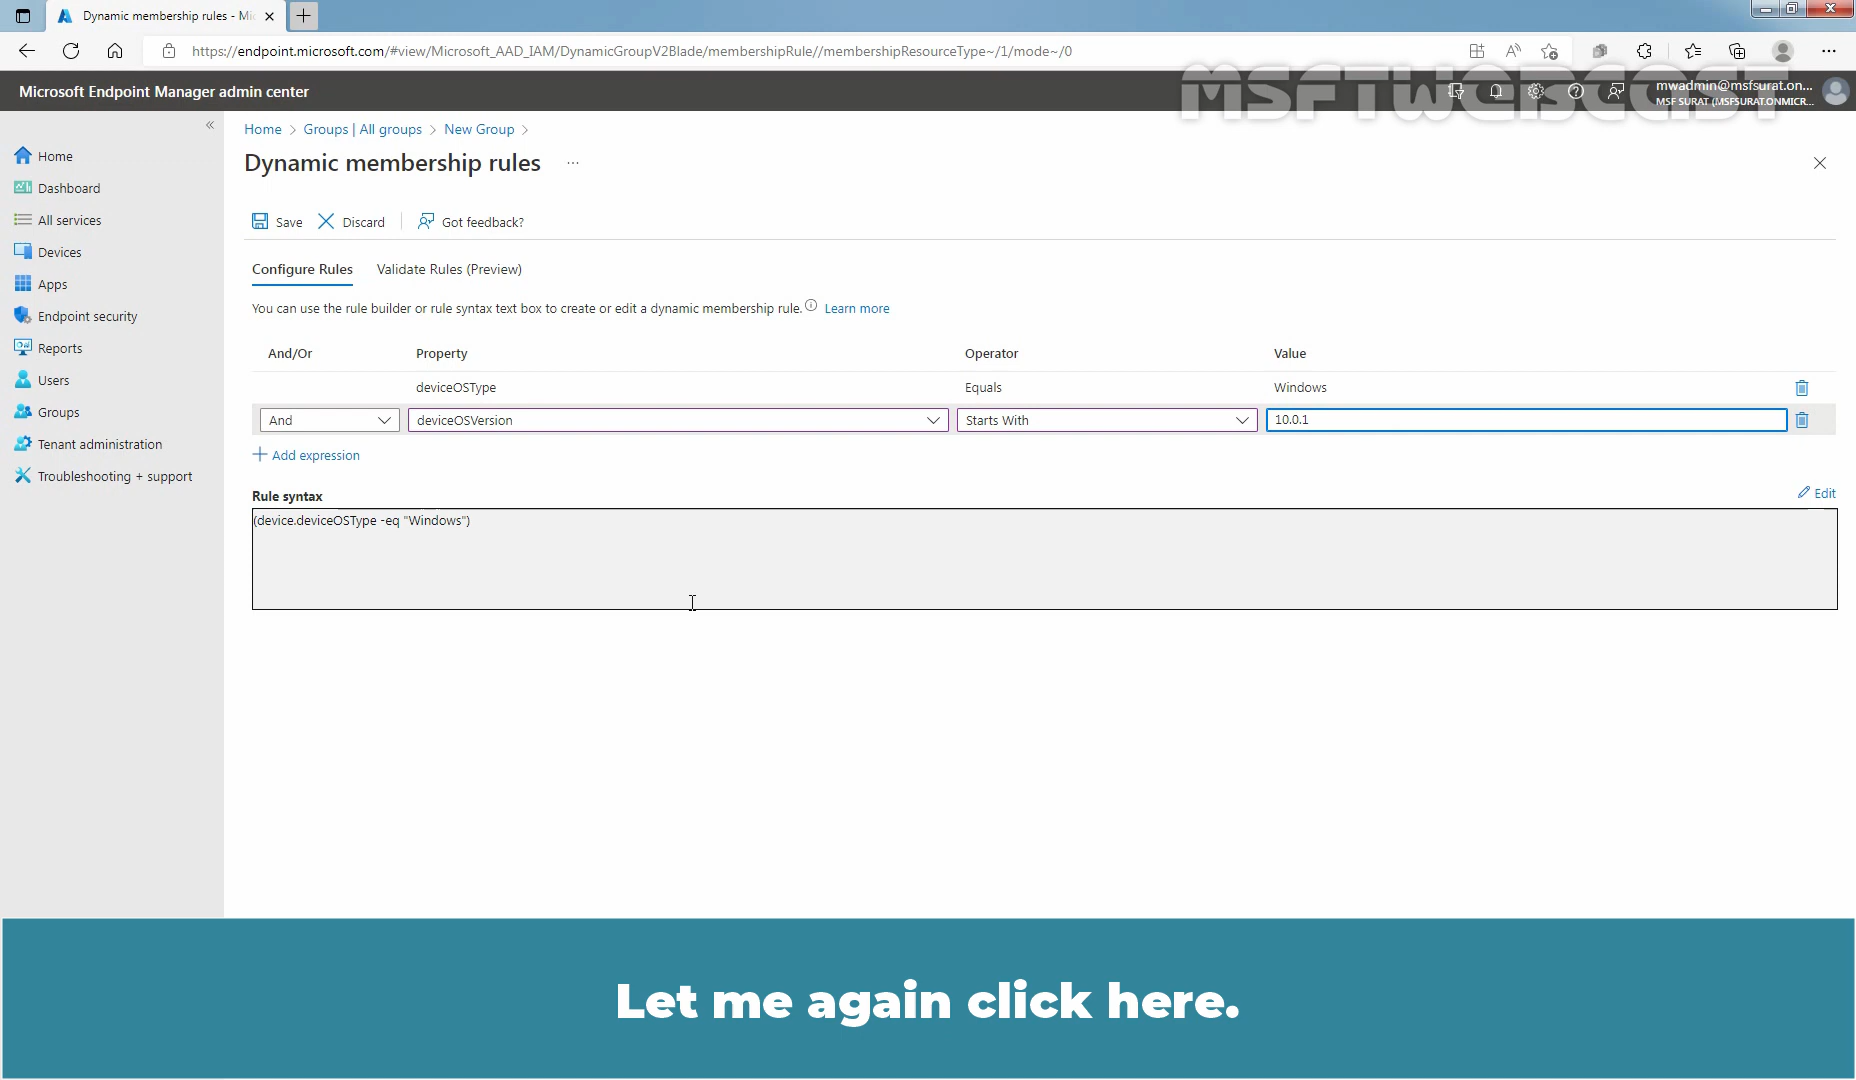 Dynamic membership rules - Mi
https://endpoint.microsoft.com/#view/Microsoft_AAD_IAM/DynamicGroupV2Blade/membershipRule//membershipResourceType~/1/mode~/0
MSFTWEBCAST
Microsoft Endpoint Manager admin center
mwadmin@msfsurat.on...
MSF SURAT (MSFSURAT.ONMICR...
Home > Groups | All groups > New Group >
Dynamic membership rules ...
Home
Dashboard
All services
Devices
Apps
Endpoint security
Reports
Users
Groups
Tenant administration
Troubleshooting + support
Save Discard Got feedback?
Configure Rules Validate Rules (Preview)
You can use the rule builder or rule syntax text box to create or edit a dynamic membership rule. Learn more
And/Or Property Operator Value
deviceOSType Equals Windows
And deviceOSVersion Starts With 10.0.1
+ Add expression
Rule syntax Edit
(device.deviceOSType -eq "Windows")
Let me again click here.